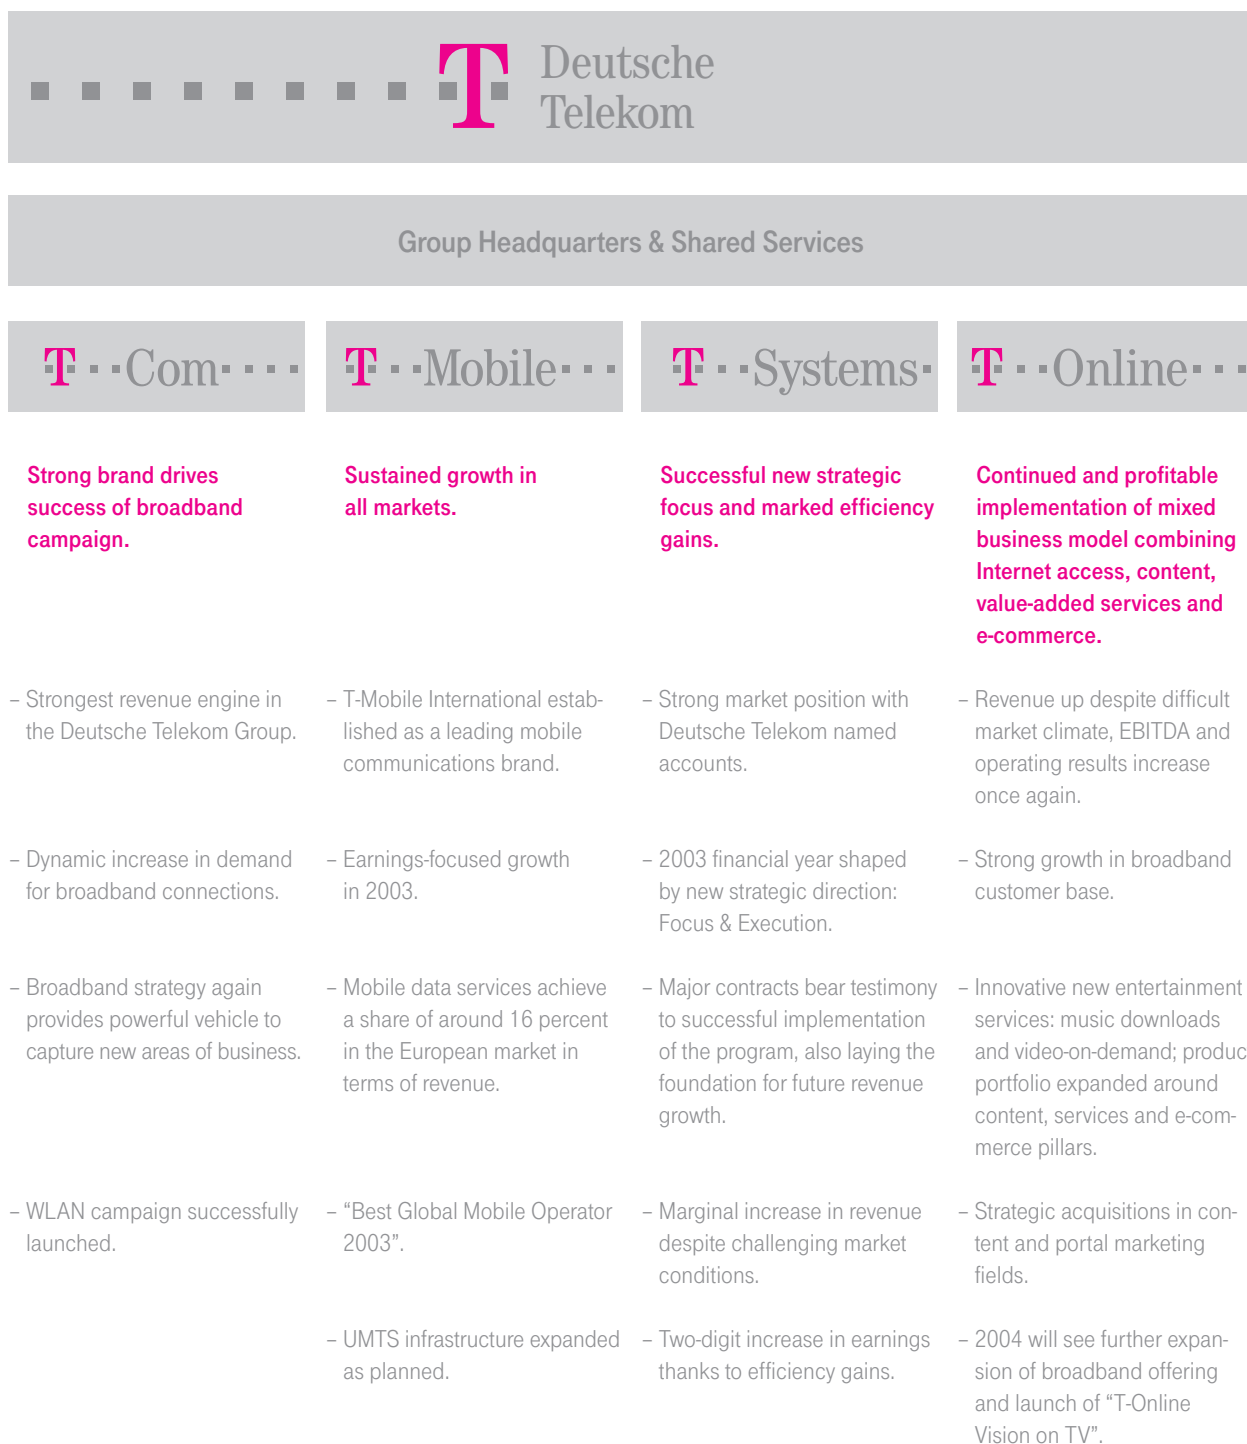 T
Deutsche
Telekom
Group Headquarters & Shared Services
T Com
Strong brand drives
success of broadband
campaign.
– Strongest revenue engine in
the Deutsche Telekom Group.
– Dynamic increase in demand
for broadband connections.
– Broadband strategy again
provides powerful vehicle to
capture new areas of business.
– WLAN campaign successfully
launched.
T Mobile
Sustained growth in
all markets.
– T-Mobile International estab-
lished as a leading mobile
communications brand.
– Earnings-focused growth
in 2003.
– Mobile data services achieve
a share of around 16 percent
in the European market in
terms of revenue.
– “Best Global Mobile Operator
2003”.
– UMTS infrastructure expanded
as planned.
T Systems
Successful new strategic
focus and marked efficiency
gains.
– Strong market position with
Deutsche Telekom named
accounts.
– 2003 financial year shaped
by new strategic direction:
Focus & Execution.
– Major contracts bear testimony
to successful implementation
of the program, also laying the
foundation for future revenue
growth.
– Marginal increase in revenue
despite challenging market
conditions.
– Two-digit increase in earnings
thanks to efficiency gains.
T Online
Continued and profitable
implementation of mixed
business model combining
Internet access, content,
value-added services and
e-commerce.
– Revenue up despite difficult
market climate, EBITDA and
operating results increase
once again.
– Strong growth in broadband
customer base.
– Innovative new entertainment
services: music downloads
and video-on-demand; produc
portfolio expanded around
content, services and e-com-
merce pillars.
– Strategic acquisitions in con-
tent and portal marketing
fields.
– 2004 will see further expan-
sion of broadband offering
and launch of “T-Online
Vision on TV”.